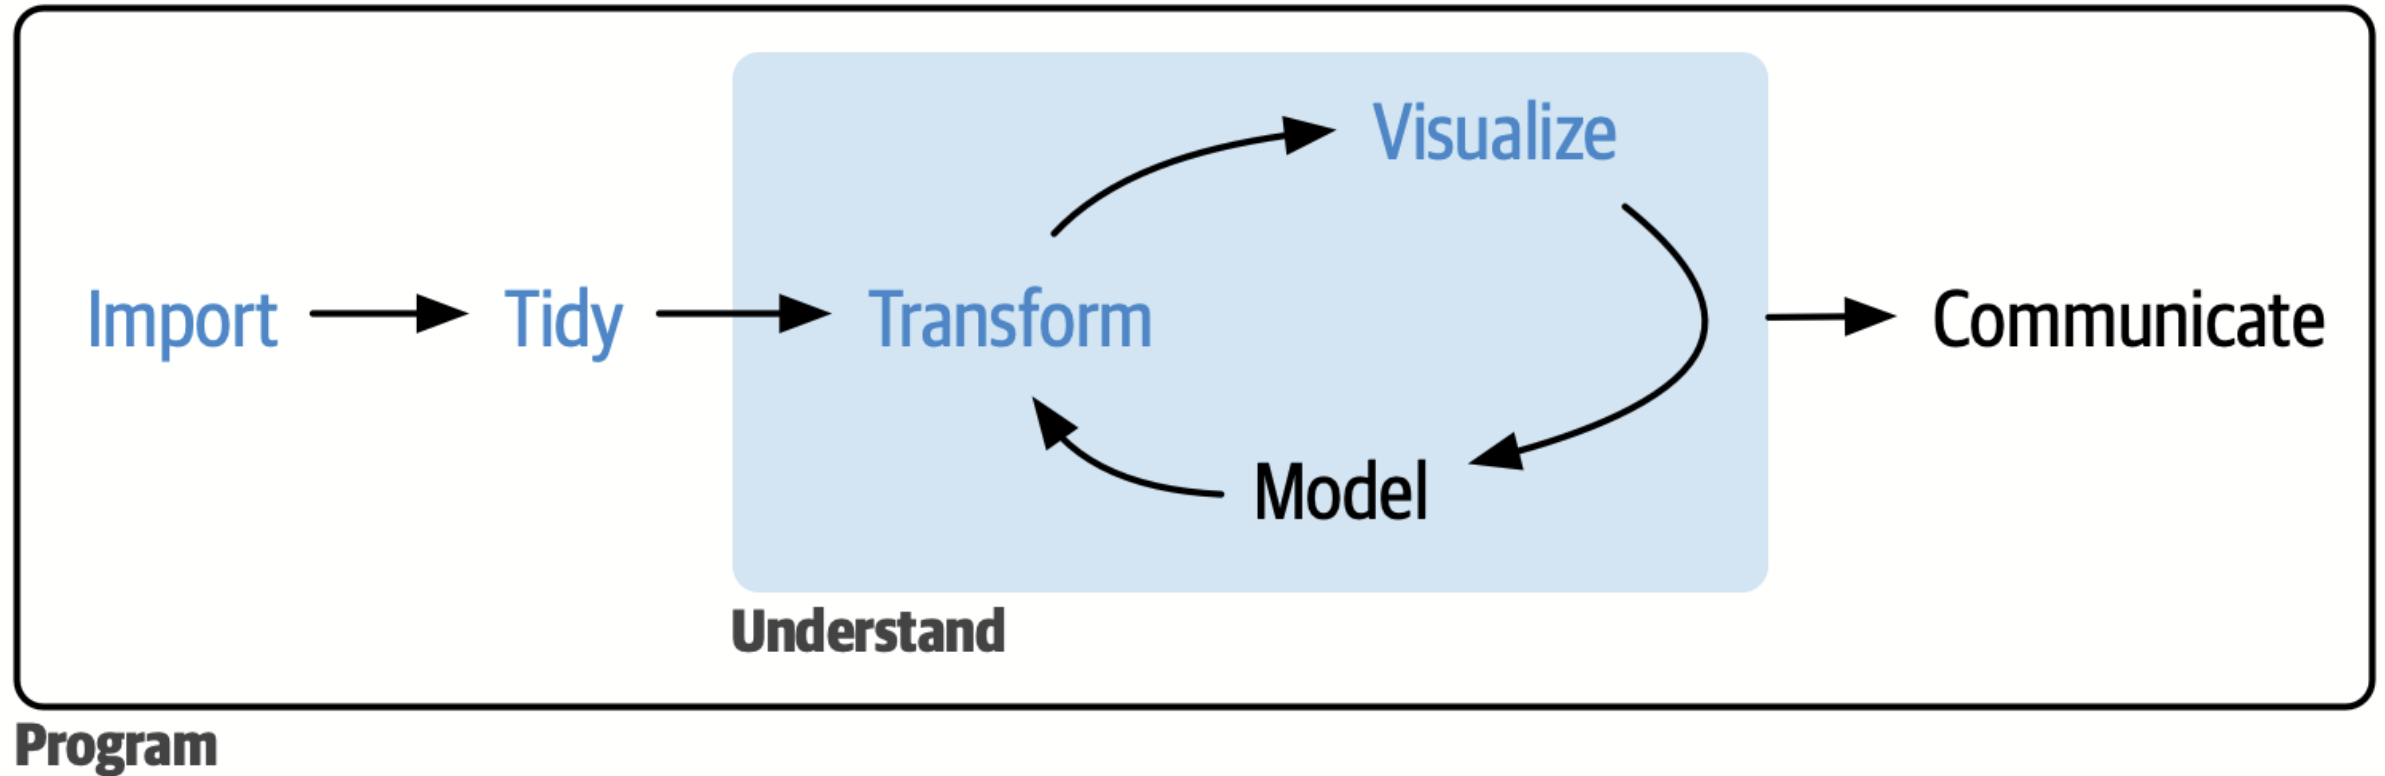 Visualize
Import
Tidy
Transform
Communicate
Model
Understand
Program